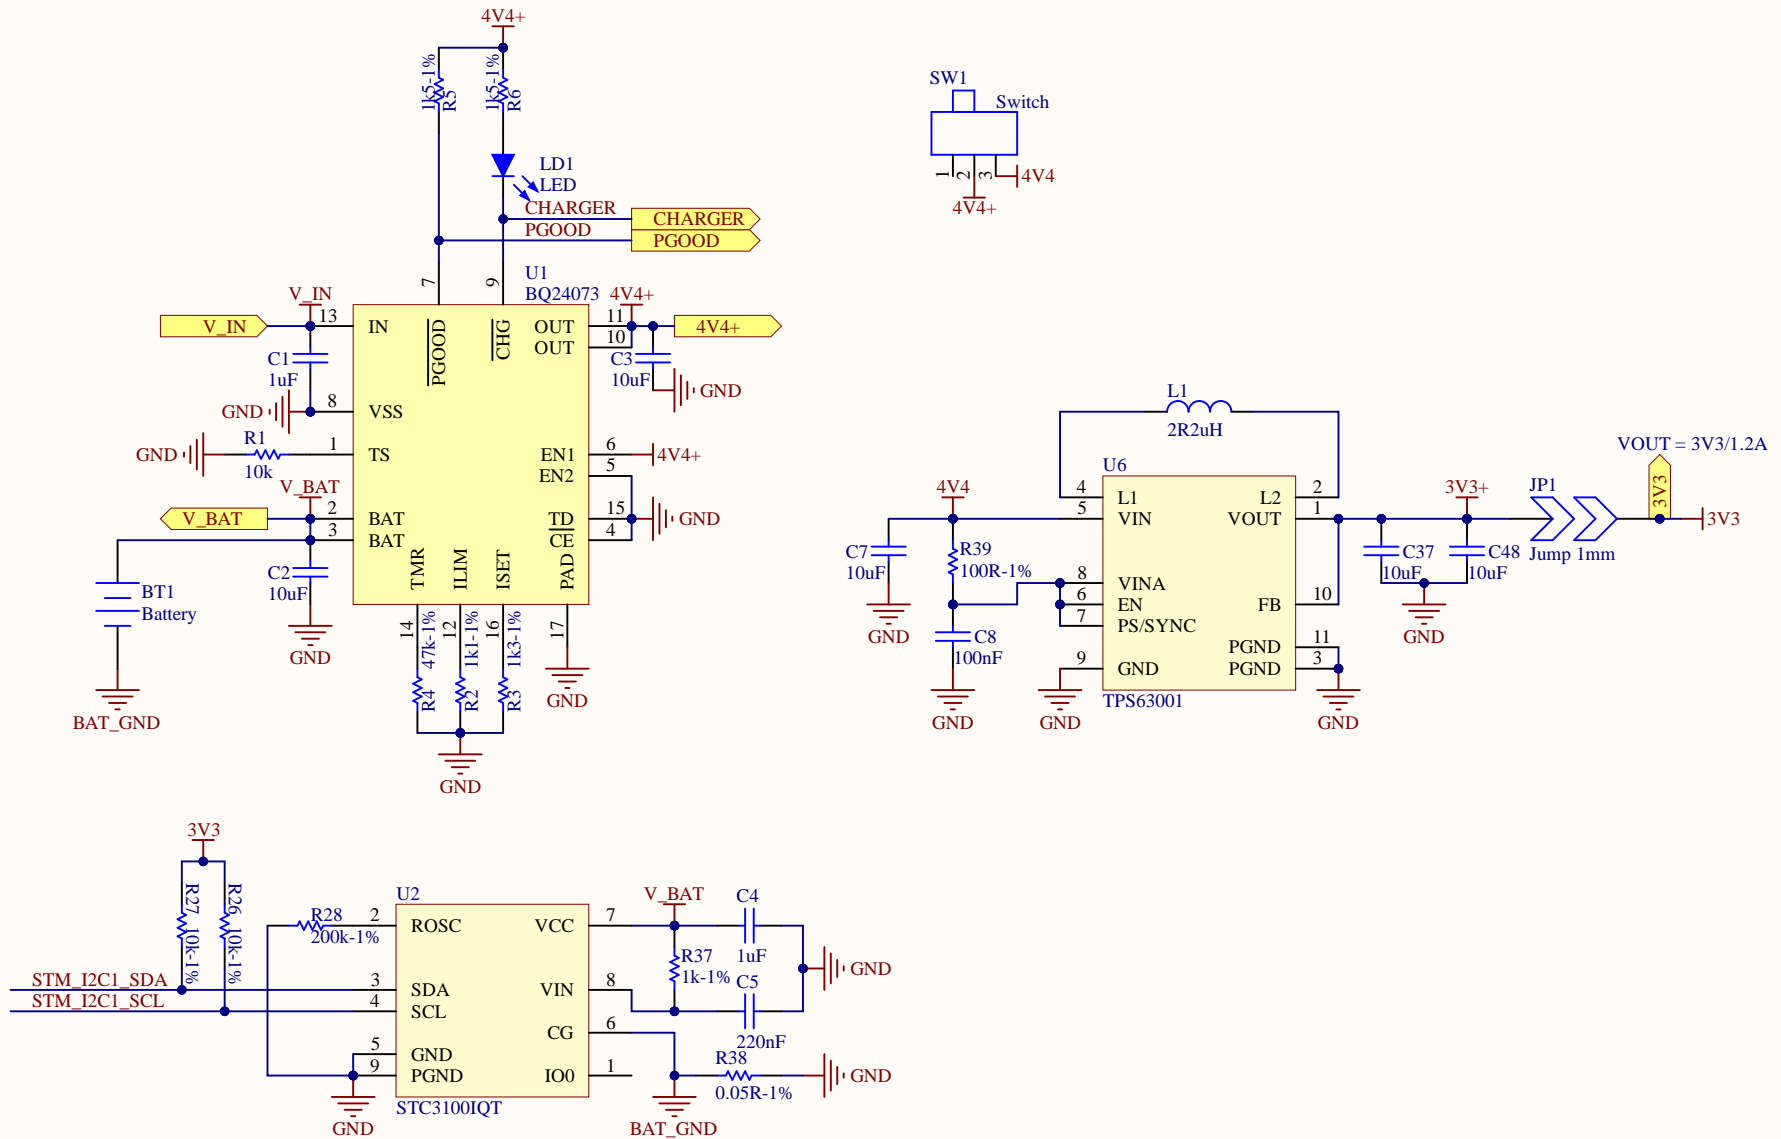 4V4+
1k5-1%
R5
1k5-1%
R6
LD1
LED
CHARGER
CHARGER
PGOOD
PGOOD
SW1
Switch
1
2
3
4V4
4V4+
U1
BQ24073
7
9
V_IN
V_IN
13
IN
PGOOD
CHG
OUT
11
OUT
10
4V4+
4V4+
C1
1uF
C3
10uF
GND
GND
8
VSS
GND
R1
10k
1
TS
EN1
6
4V4+
EN2
5
V_BAT
V_BAT
2
BAT
3
BAT
TD
15
CE
4
GND
C2
10uF
GND
BT1
Battery
BAT_GND
TMR
ILIM
ISET
PAD
14
12
16
17
47k-1%
R4
1k1-1%
R2
1k3-1%
R3
GND
GND
L1
2R2uH
U6
4V4
4
L1
5
VIN
L2
2
VOUT
1
C7
10uF
GND
R39
100R-1%
8
VINA
6
EN
7
PS/SYNC
FB
10
C8
100nF
GND
9
GND
GND
PGND
11
PGND
3
GND
TPS63001
3V3+
C37
10uF
C48
10uF
GND
JP1
Jump 1mm
VOUT = 3V3/1.2A
3V3
3V3
3V3
R27
10k-1%
R26
10k-1%
STM_I2C1_SDA
STM_I2C1_SCL
R28
200k-1%
U2
2
ROSC
3
SDA
4
SCL
5
GND
9
PGND
GND
VCC
7
VIN
8
CG
6
IO0
1
STC3100IQT
V_BAT
C4
1uF
R37
1k-1%
C5
220nF
GND
R38
0.05R-1%
GND
BAT_GND